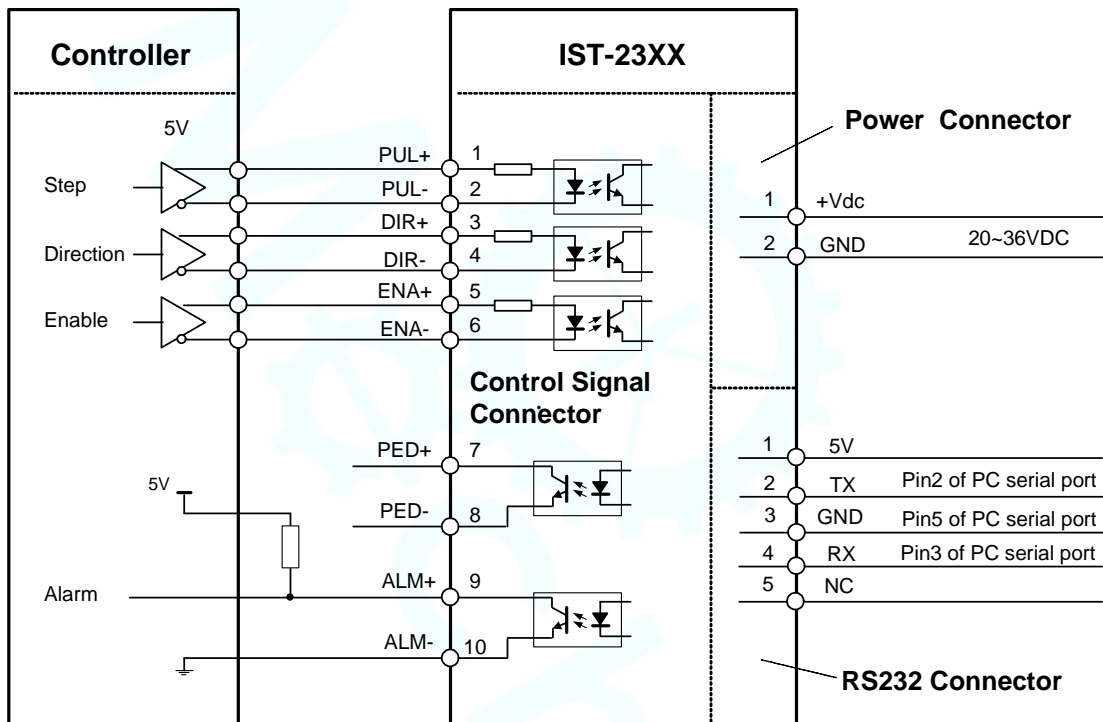 Controller
IST-23XX
5V
Step
Direction
Enable
PUL+ 1
PUL- 2
DIR+ 3
DIR- 4
ENA+ 5
ENA- 6
Control Signal
Connector
PED+ 7
PED- 8
5V
Alarm
ALM+ 9
ALM- 10
Power Connector
1 +Vdc
2 GND 20~36VDC
1 5V
2 TX Pin2 of PC serial port
3 GND Pin5 of PC serial port
4 RX Pin3 of PC serial port
5 NC
RS232 Connector